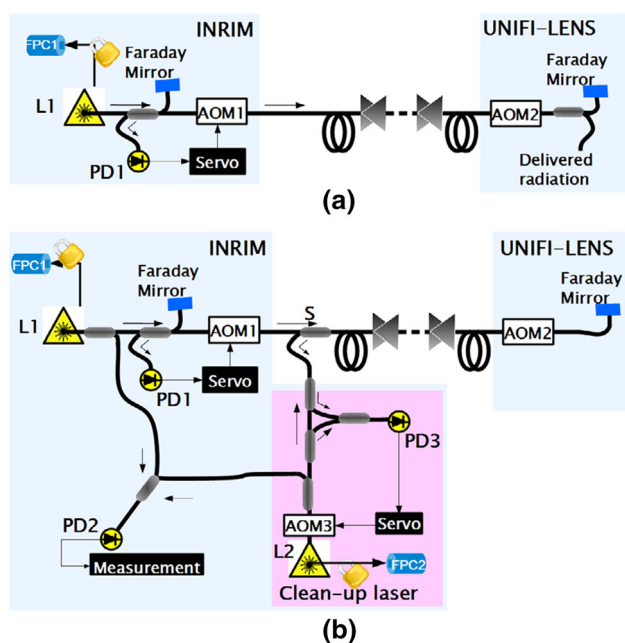 INRIM
UNIFI-LENS
FPC1
Faraday
Mirror
Faraday
Mirror
L1
AOM1
AOM2
PD1
Servo
Delivered
radiation
(a)
INRIM
UNIFI-LENS
FPC1
Faraday
Mirror
Faraday
Mirror
L1
AOM1
S
AOM2
PD1
Servo
PD3
PD2
AOM3
Servo
L2
FPC2
Measurement
Clean-up laser
(b)